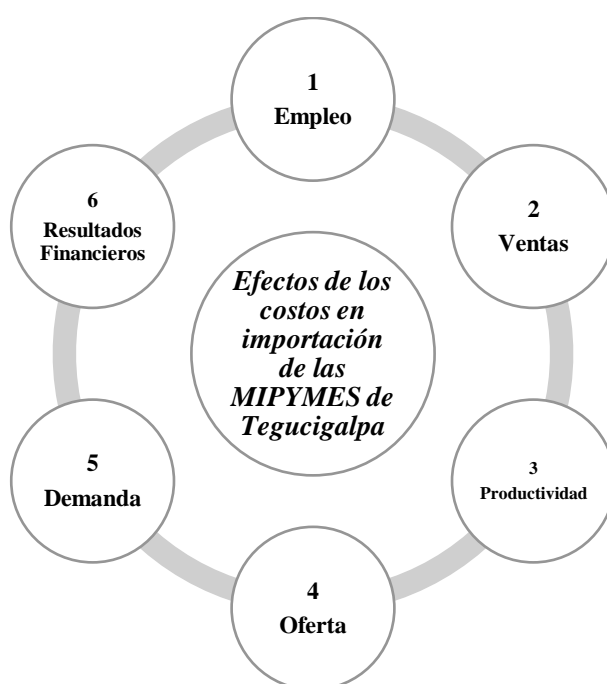 1
Empleo
2
Ventas
3
Productividad
4
Oferta
5
Demanda
6
Resultados
Financieros
Efectos de los
costos en
importación
de las
MIPYMES de
Tegucigalpa